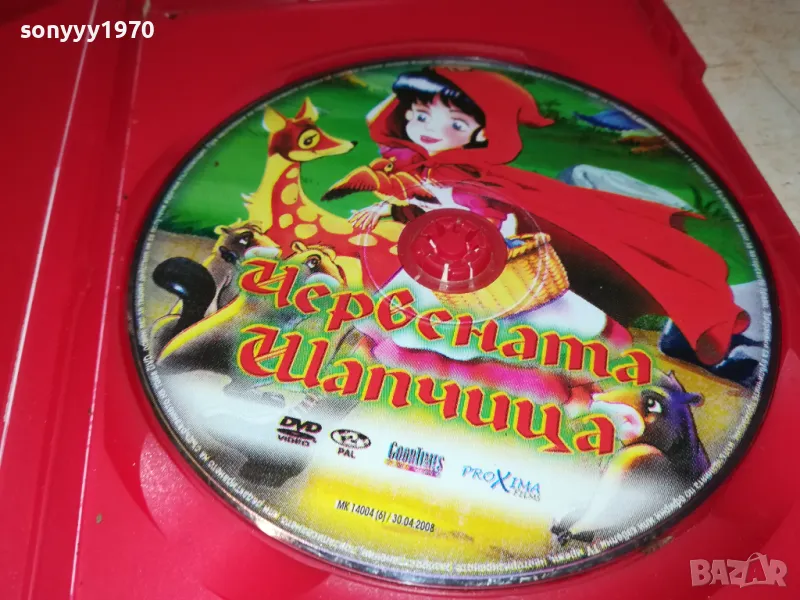 sonyyy1970
Червената
Шапчица
DVD
VIDEO
PAL
GOODTIMES
PROXIMA
FILMS
MK 14004 (6) / 30.04.2008
BAZAR